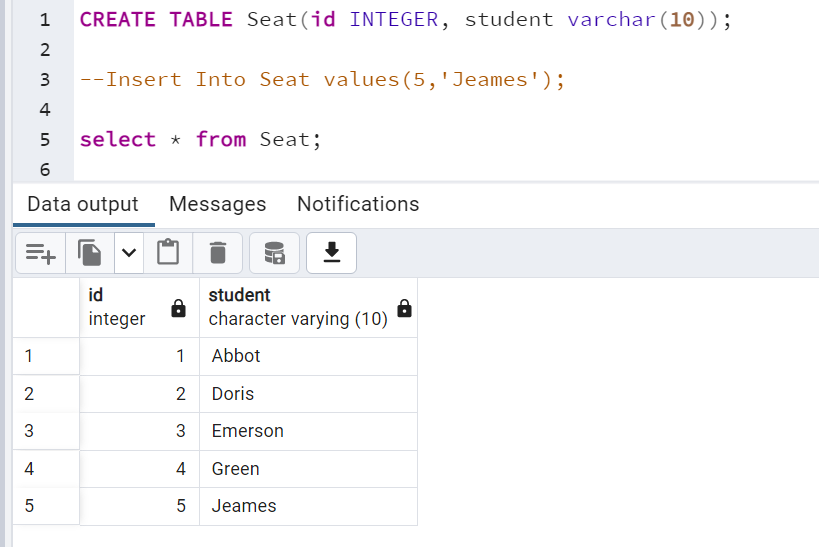 1 CREATE TABLE Seat(id INTEGER, student varchar(10));
2
3 --Insert Into Seat values(5,'Jeames');
4
5 select * from Seat;
6
Data output Messages Notifications
id student
integer character varying (10)
1 1 Abbot
2 2 Doris
3 3 Emerson
4 4 Green
5 5 Jeames